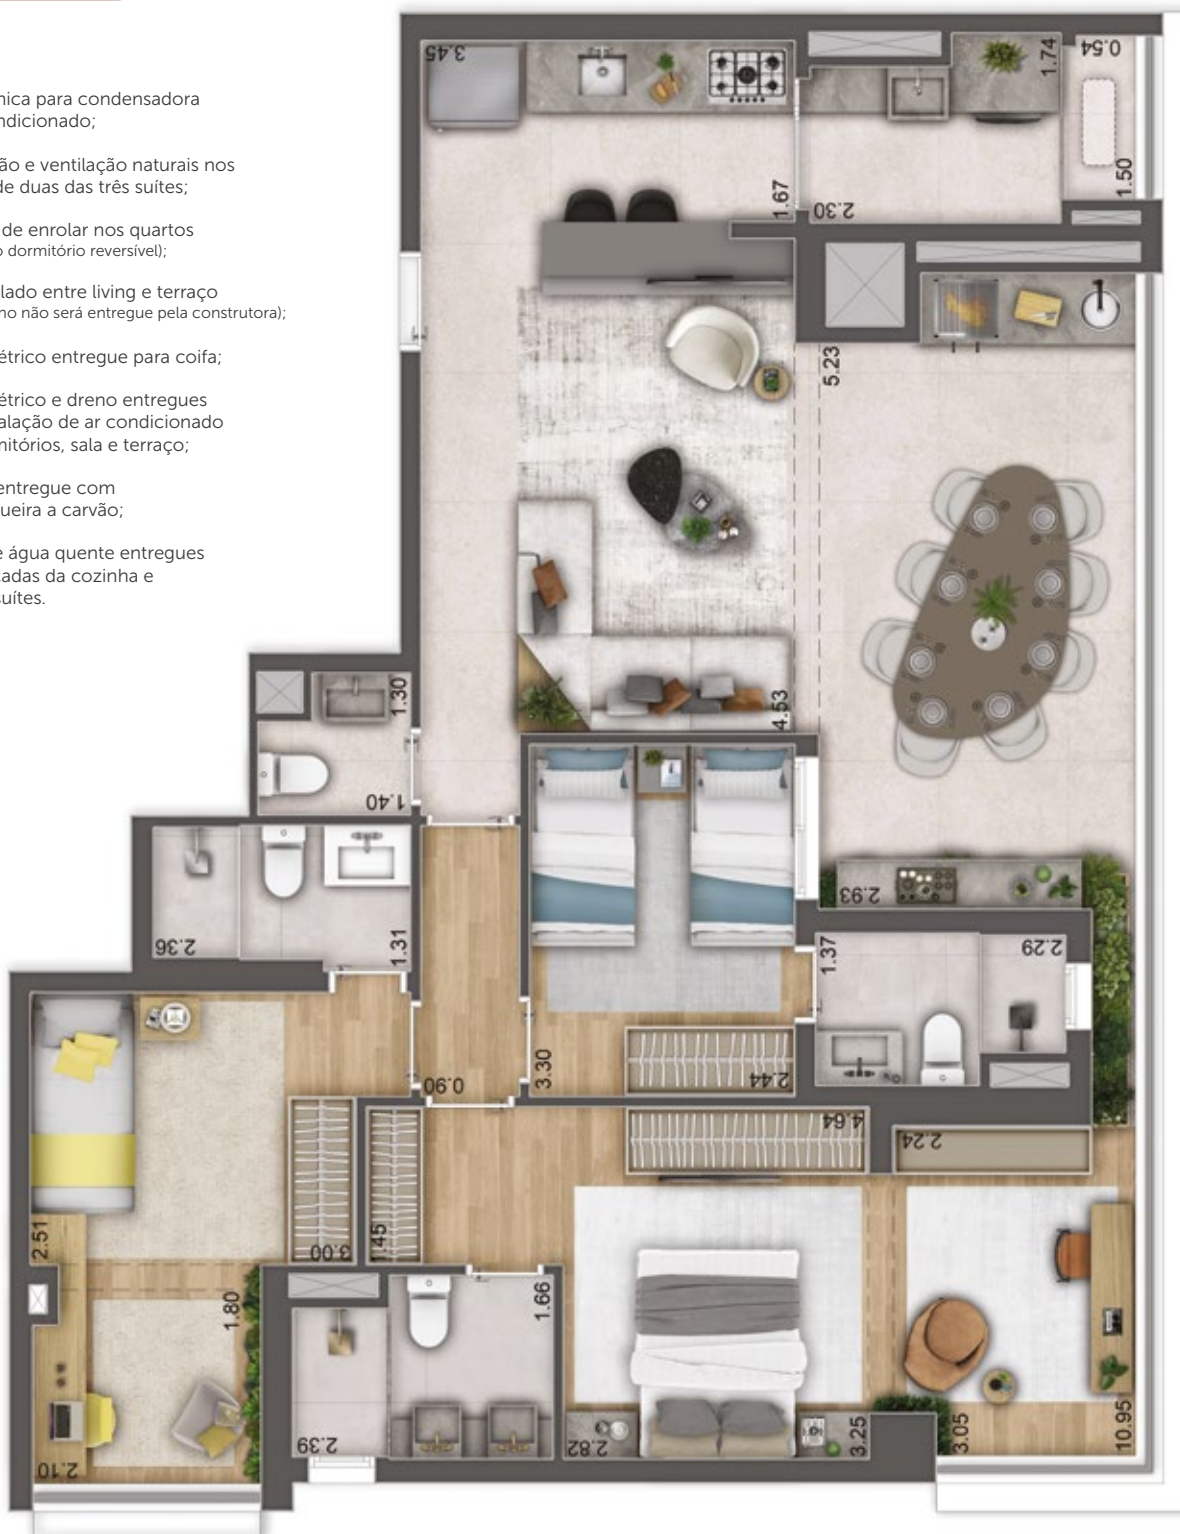 nica para condensadora
ndicionado;
ão e ventilação naturais nos
de duas das três suítes;
de enrolar nos quartos
o dormitório reversível);
lado entre living e terraço
mo não será entregue pela construtora);
étrico entregue para coifa;
étrico e dreno entregues
alação de ar condicionado
mitórios, sala e terraço;
entregue com
queira a carvão;
e água quente entregues
cadas da cozinha e
suítes.
3.45
1.74
0.54
1.67
2.30
1.50
5.23
4.53
1.30
1.40
2.36
1.31
2.93
1.37
2.29
0.90
3.30
2.44
4.64
2.24
2.51
3.00
1.45
1.80
1.66
2.39
2.10
2.82
3.25
3.05
10.95